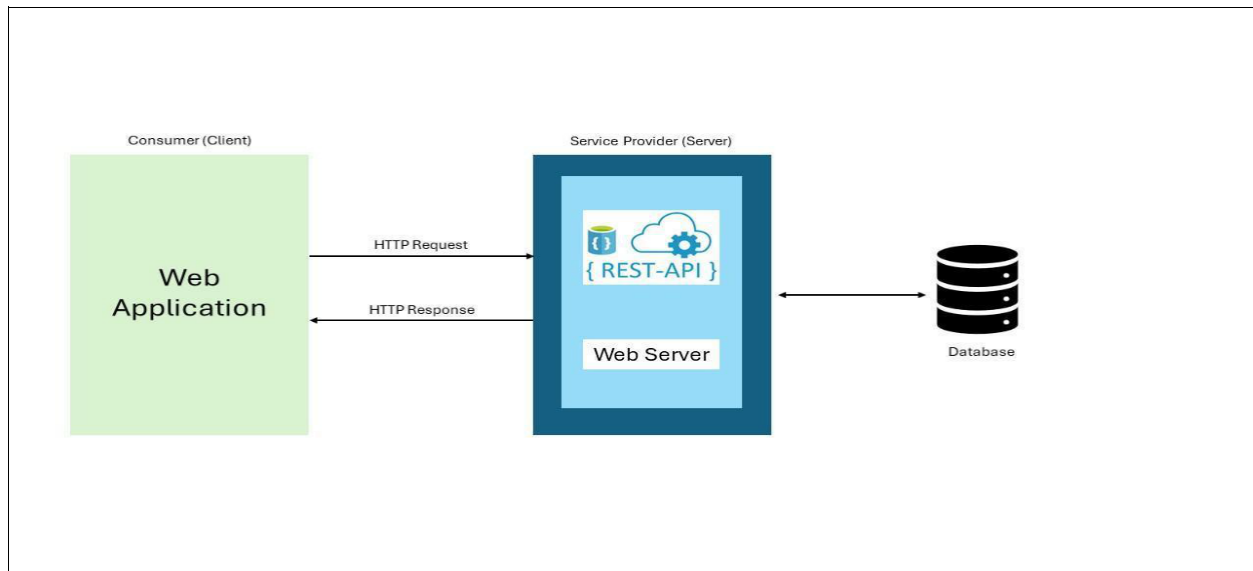 Consumer (Client)
Service Provider (Server)
Web
Application
HTTP Request
HTTP Response
{}
{ REST-API }
Web Server
Database